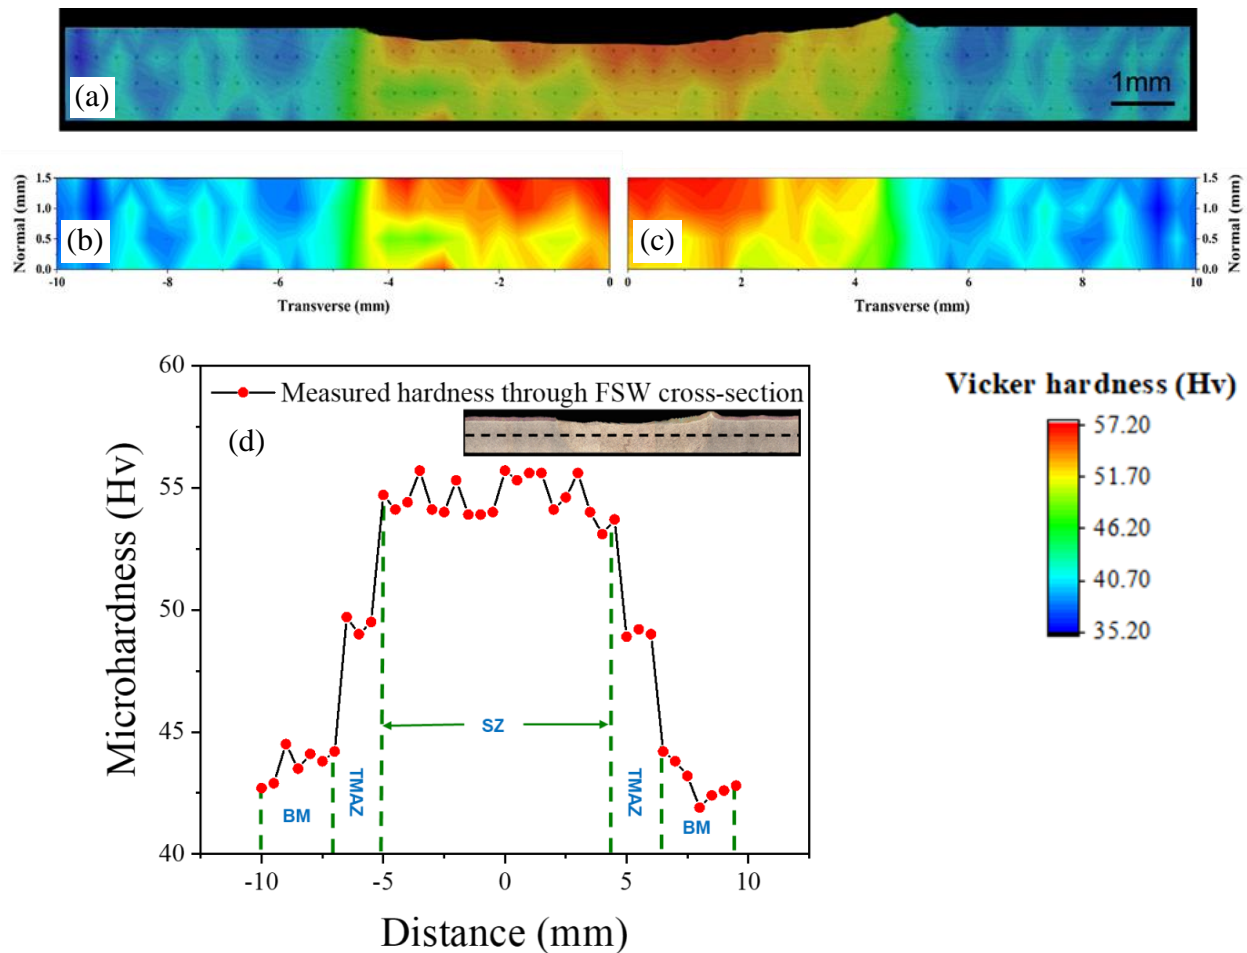 (a)
1mm
Normal (mm)
1.5
1.0
0.5
0.0
(b)
-10
-8
-6
-4
-2
0
Transverse (mm)
(c)
0
2
4
6
8
10
Transverse (mm)
1.5
1.0
0.5
0.0
Normal (mm)
Microhardness (Hv)
60
55
50
45
40
Measured hardness through FSW cross-section
(d)
SZ
BM
TMAZ
TMAZ
BM
-10
-5
0
5
10
Distance (mm)
Vicker hardness (Hv)
57.20
51.70
46.20
40.70
35.20